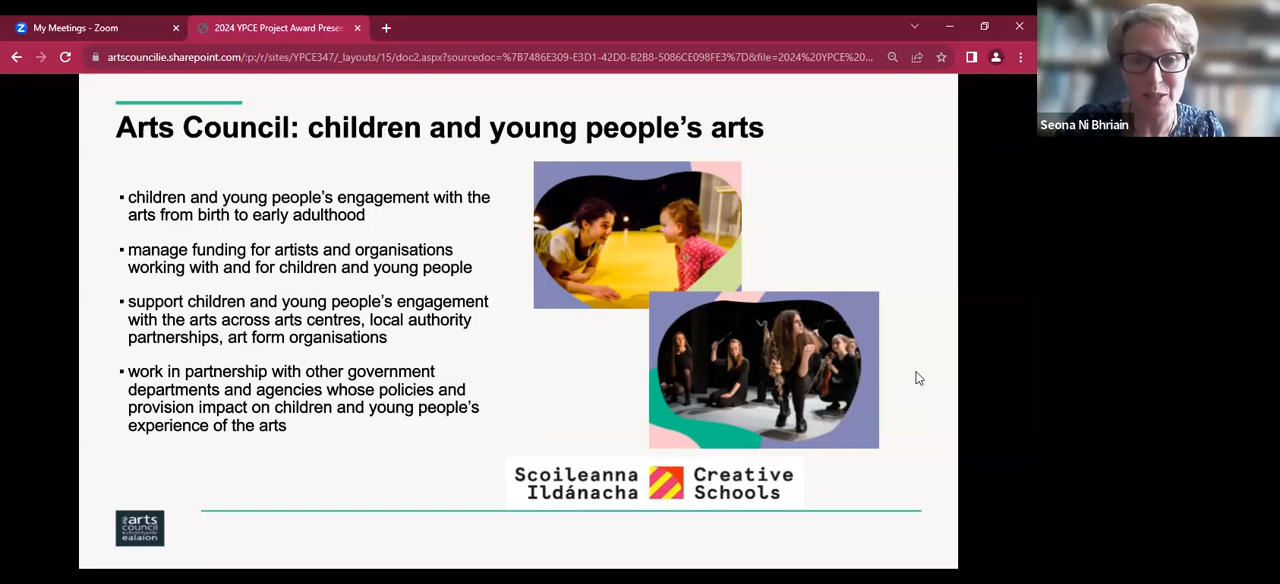 My Meetings - Zoom
2024 YPCE Project Award Presen
artscouncilie.sharepoint.com/:p:/r/sites/YPCE347/_layouts/15/doc2.aspx?sourcedoc=%7B7486E309-E3D1-42D0-B2B8-5086CE098FE3%7D&file=2024%20YPCE%20...
Seona Ni Bhriain
Arts Council: children and young people's arts
▪ children and young people's engagement with the
arts from birth to early adulthood
▪ manage funding for artists and organisations
working with and for children and young people
▪ support children and young people's engagement
with the arts across arts centres, local authority
partnerships, art form organisations
▪ work in partnership with other government
departments and agencies whose policies and
provision impact on children and young people's
experience of the arts
Scoileanna
Ildánacha
Creative
Schools
arts
council
ealaíon